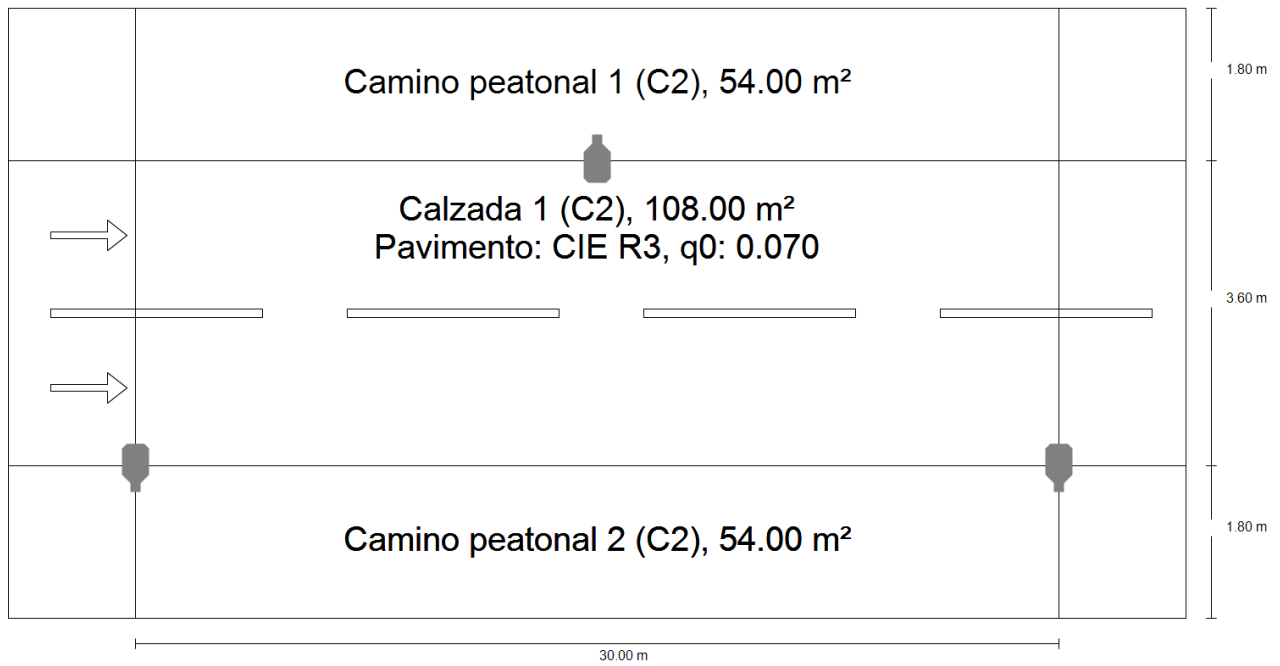 Camino peatonal 1 (C2), 54.00 m²
1.80 m
Calzada 1 (C2), 108.00 m²
Pavimento: CIE R3, q0: 0.070
3.60 m
Camino peatonal 2 (C2), 54.00 m²
1.80 m
30.00 m